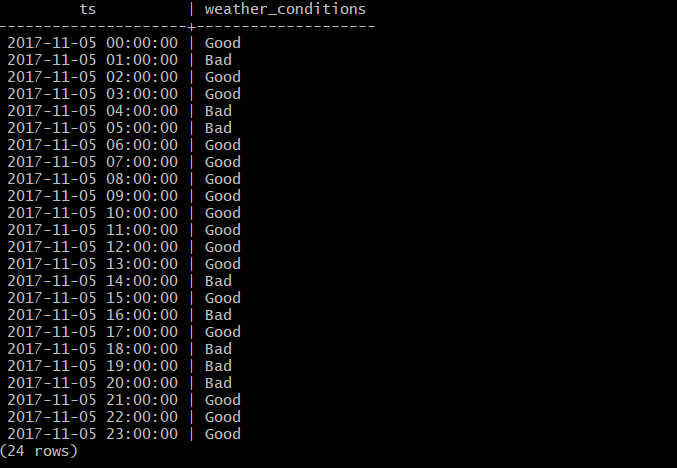 ts | weather_conditions
---------------------+--------------------
2017-11-05 00:00:00 | Good
2017-11-05 01:00:00 | Bad
2017-11-05 02:00:00 | Good
2017-11-05 03:00:00 | Good
2017-11-05 04:00:00 | Bad
2017-11-05 05:00:00 | Bad
2017-11-05 06:00:00 | Good
2017-11-05 07:00:00 | Good
2017-11-05 08:00:00 | Good
2017-11-05 09:00:00 | Good
2017-11-05 10:00:00 | Good
2017-11-05 11:00:00 | Good
2017-11-05 12:00:00 | Good
2017-11-05 13:00:00 | Good
2017-11-05 14:00:00 | Bad
2017-11-05 15:00:00 | Good
2017-11-05 16:00:00 | Bad
2017-11-05 17:00:00 | Good
2017-11-05 18:00:00 | Bad
2017-11-05 19:00:00 | Bad
2017-11-05 20:00:00 | Bad
2017-11-05 21:00:00 | Good
2017-11-05 22:00:00 | Good
2017-11-05 23:00:00 | Good
(24 rows)